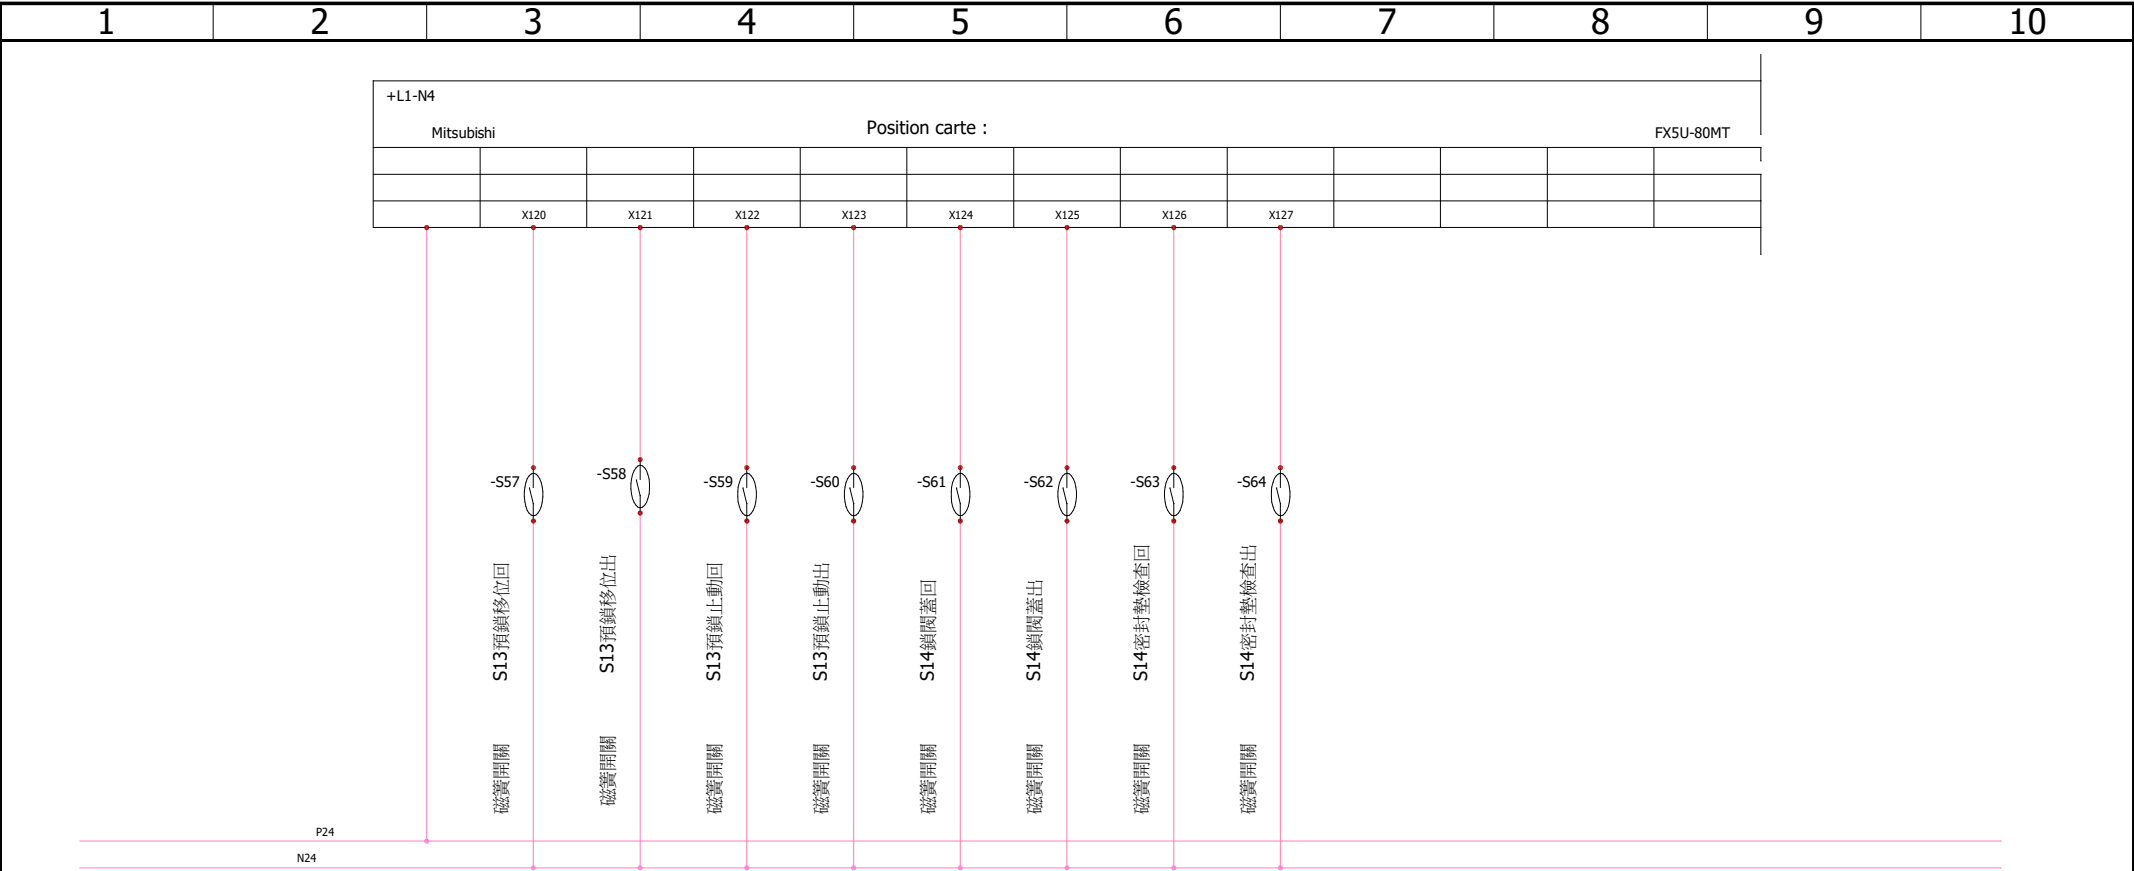 1 2 3 4 5 6 7 8 9 10
+L1-N4
Mitsubishi Position carte : FX5U-80MT
X120 X121 X122 X123 X124 X125 X126 X127
-S57 -S58 -S59 -S60 -S61 -S62 -S63 -S64
S13預鎖移位回
S13預鎖移位出
S13預鎖止動回
S13預鎖止動出
S14鎖閥蓋回
S14鎖閥蓋出
S14密封墊檢查回
S14密封墊檢查出
磁簧開關
磁簧開關
磁簧開關
磁簧開關
磁簧開關
磁簧開關
磁簧開關
磁簧開關
P24
N24